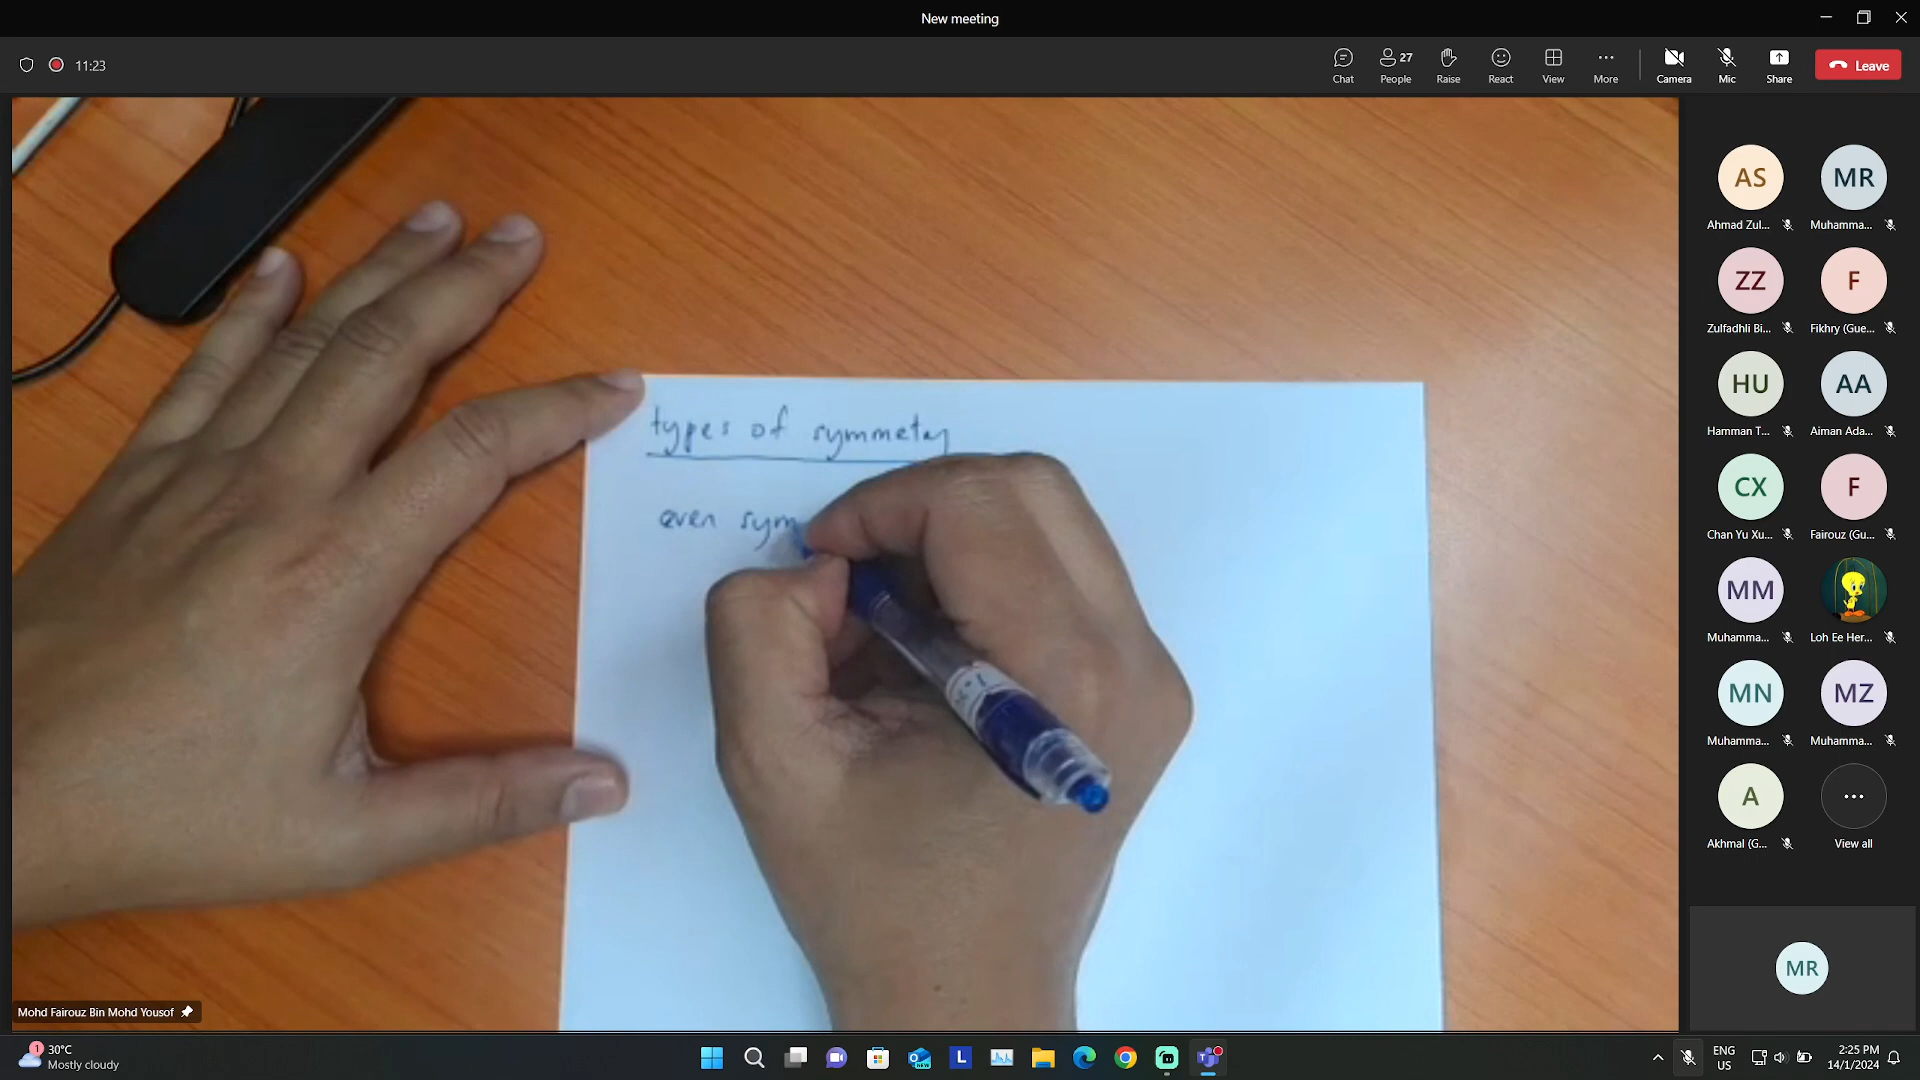 New meeting
11:23
Chat
27
People
Raise
React
View
More
Camera
Mic
Share
Leave
types of symmetry
even sym
AS
MR
Ahmad Zul...
Muhamma...
ZZ
F
Zulfadhli Bi...
Fikhry (Gue...
HU
AA
Hamman T...
Aiman Ada...
CX
F
Chan Yu Xu...
Fairouz (Gu...
MM
Muhamma...
Loh Ee Her...
MN
MZ
Muhamma...
Muhamma...
A
Akhmal (G...
View all
MR
Mohd Fairouz Bin Mohd Yousof
1
30°C
Mostly cloudy
NEW
L
ENG
US
2:25 PM
14/1/2024